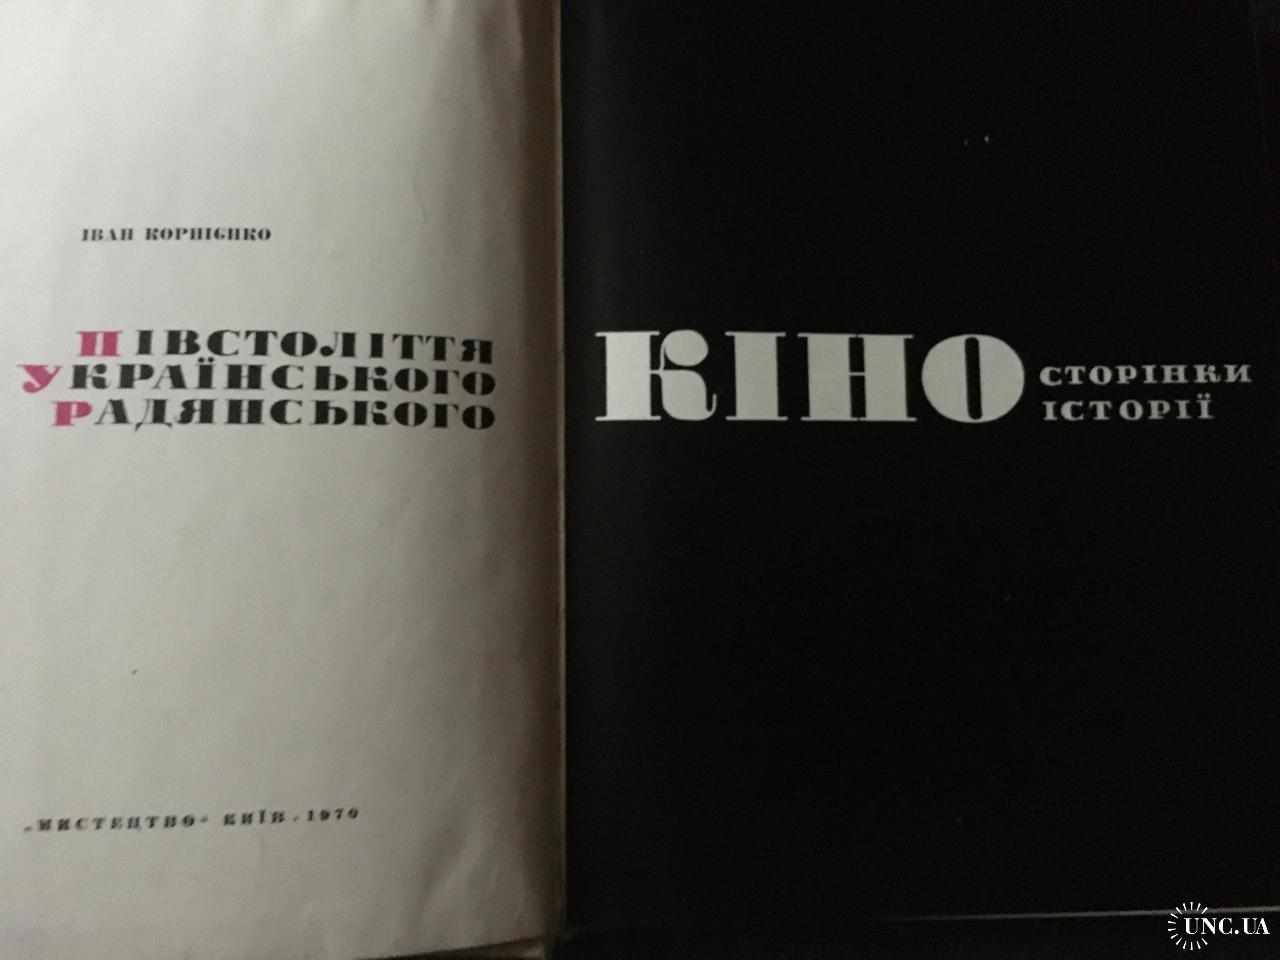 ІВАН КОРНІЄНКО
ПІВСТОЛІТТЯ
УКРАЇНСЬКОГО
РАДЯНСЬКОГО
«МИСТЕЦТВО» КИЇВ · 1970
КІНО
СТОРІНКИ
ІСТОРІЇ
UNC.UA